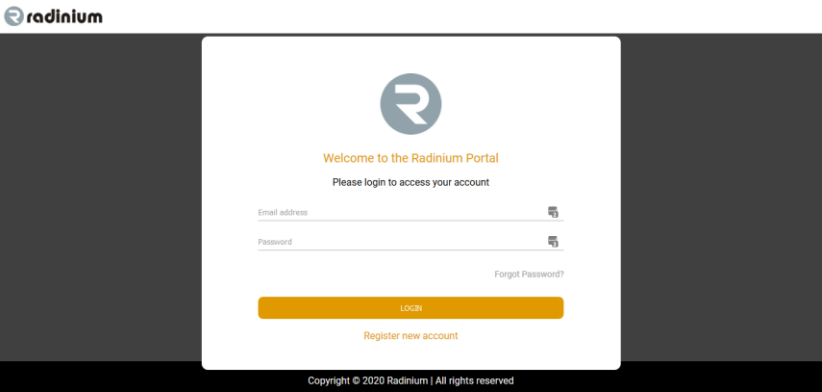 radinium
Welcome to the Radinium Portal
Please login to access your account
Email address
Password
Forgot Password?
LOGIN
Register new account
Copyright © 2020 Radinium | All rights reserved